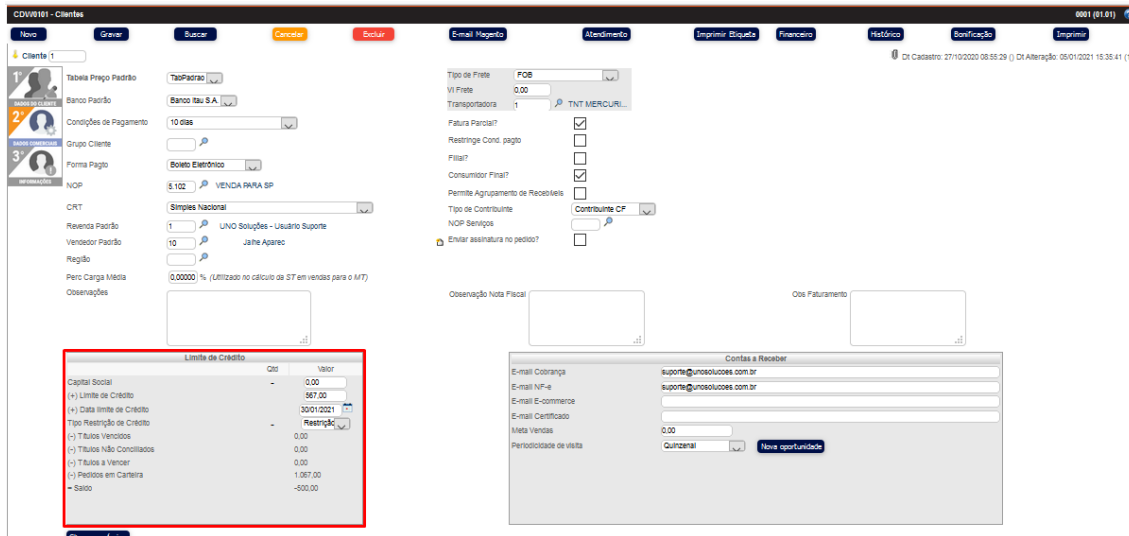 CDVV0101 - Clientes 0001 (01.01)
Novo Gravar Buscar Cancelar Excluir E-mail Magento Atendimento Imprimir Etiqueta Financeiro Histórico Bonificação Imprimir
Cliente 1 Dt Cadastro: 27/10/2020 08:55:29 () Dt Alteração: 05/01/2021 15:35:41 (1
1º DADOS DO CLIENTE
2º DADOS COMERCIAIS
3º INFORMAÇÕES
Tabela Preço Padrão TabPadrao
Banco Padrão Banco Itau S.A.
Condições de Pagamento 10 dias
Grupo Cliente
Forma Pagto Boleto Eletrônico
NOP 5.102 VENDA PARA SP
CRT Simples Nacional
Revenda Padrão 1 UNO Soluções - Usuário Suporte
Vendedor Padrão 10 Jaine Aparec
Região
Perc Carga Média 0,00000 % (Utilizado no cálculo da ST em vendas para o MT)
Tipo de Frete FOB
Vl Frete 0,00
Transportadora 1 TNT MERCURI...
Fatura Parcial?
Restringe Cond. pagto
Filial?
Consumidor Final?
Permite Agrupamento de Recebíveis
Tipo de Contribuinte Contribuinte CF
NOP Serviços
Enviar assinatura no pedido?
Observações Observação Nota Fiscal Obs Faturamento
Limite de Crédito
Qtd Valor
Capital Social - 0,00
(+) Limite de Crédito 567,00
(+) Data limite de Crédito 30/01/2021
Tipo Restrição de Crédito - Restrição
(-) Títulos Vencidos 0,00
(-) Títulos Não Conciliados 0,00
(-) Títulos a Vencer 0,00
(-) Pedidos em Carteira 1.067,00
= Saldo -500,00
Contas a Receber
E-mail Cobrança suporte@unosolucoes.com.br
E-mail NF-e suporte@unosolucoes.com.br
E-mail E-commerce
E-mail Certificado
Meta Vendas 0,00
Periodicidade de visita Quinzenal Nova oportunidade